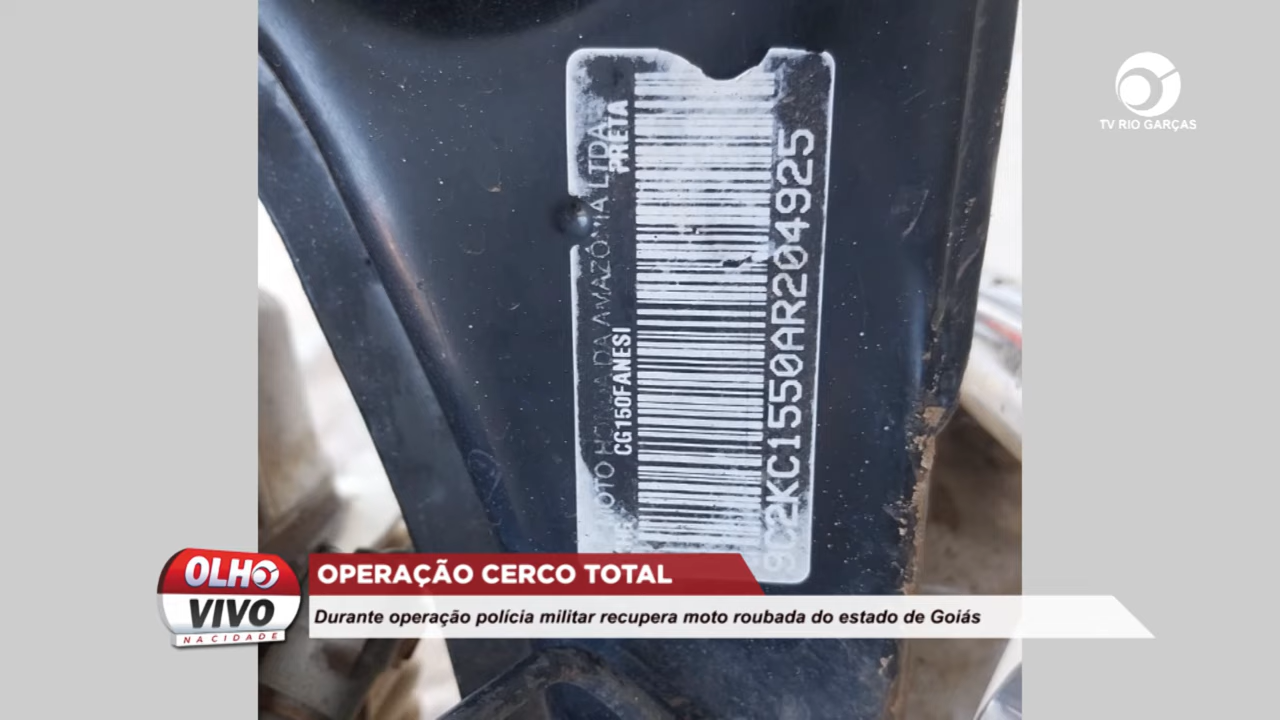 TV RIO GARÇAS
MOTO HONDA DA AMAZÔNIA LTDA
PRETA
CG150FANESI
9C2KC1550AR204925
OLHO
VIVO
NA CIDADE
OPERAÇÃO CERCO TOTAL
Durante operação polícia militar recupera moto roubada do estado de Goiás